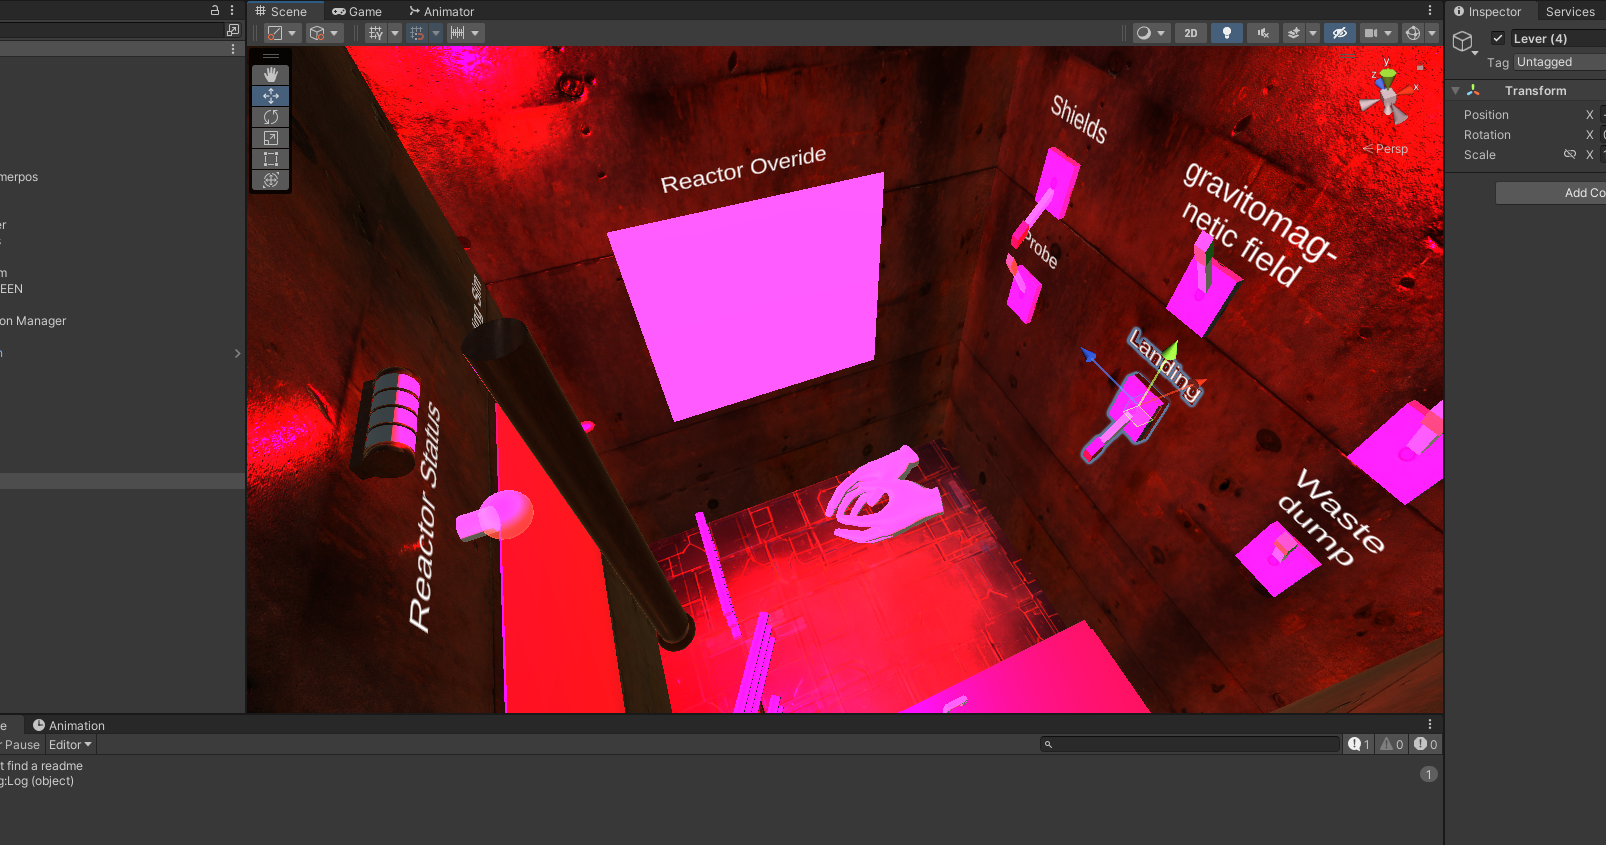 Scene
Game
Animator
Inspector
Services
2D
Lever (4)
Tag
Untagged
Transform
Position
X
Rotation
X
Scale
X
Add Co
y
z
x
Persp
Shields
gravitomag-
netic field
Probe
Reactor Overide
Landing
Waste
dump
Reactor Status
merpos
er
m
EEN
on Manager
Animation
r Pause
Editor
1
0
0
t find a readme
g:Log (object)
1